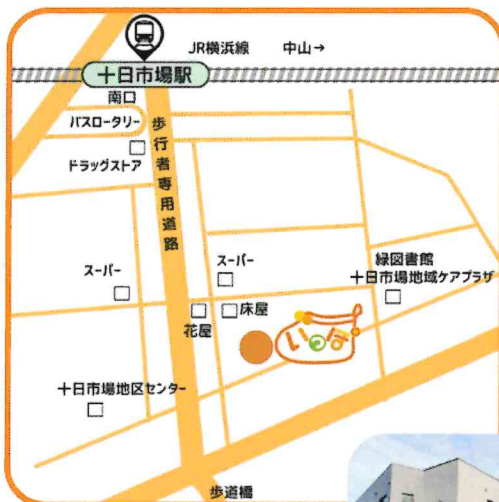 JR横浜線 中山→
十日市場駅
南口
バスロータリー
ドラッグストア
歩行者専用道路
スーパー
スーパー
緑図書館
十日市場地域ケアプラザ
花屋
床屋
いっぽ
十日市場地区センター
歩道橋